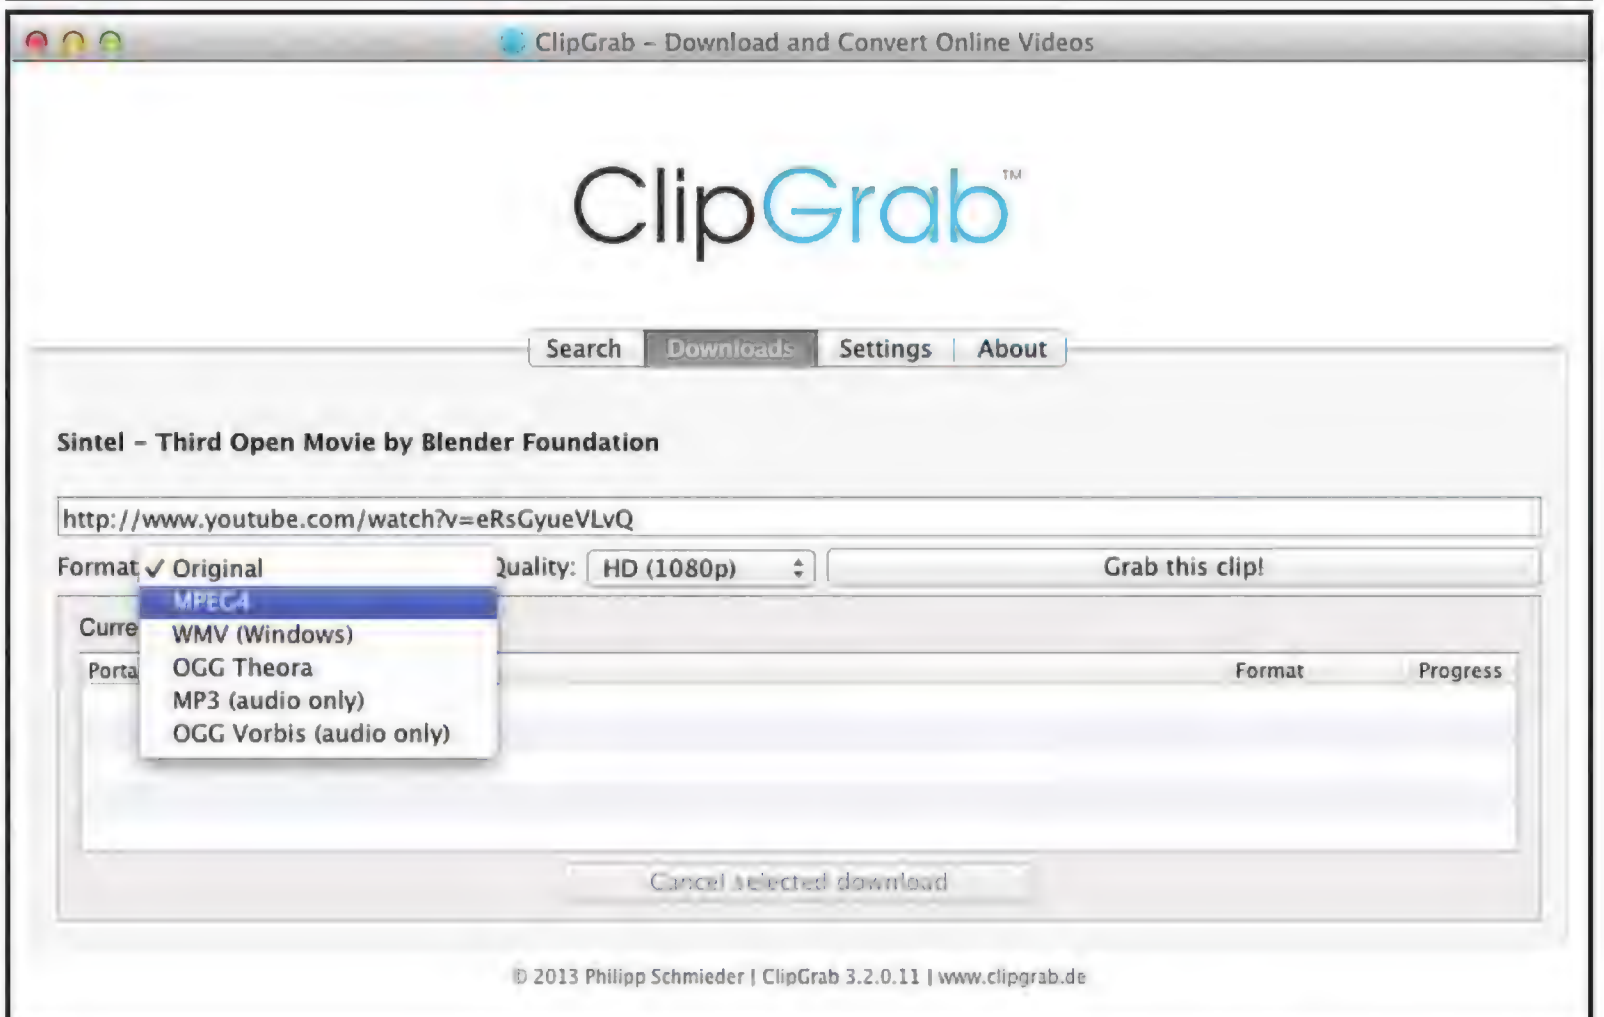 ClipGrab – Download and Convert Online Videos
ClipGrab™
Search Downloads Settings About
Sintel – Third Open Movie by Blender Foundation
http://www.youtube.com/watch?v=eRsGyueVLvQ
Format ✓ Original Quality: HD (1080p) Grab this clip!
MPEG4
Curre
WMV (Windows)
Porta
OGG Theora
Format Progress
MP3 (audio only)
OGG Vorbis (audio only)
Cancel selected download
© 2013 Philipp Schmieder | ClipGrab 3.2.0.11 | www.clipgrab.de